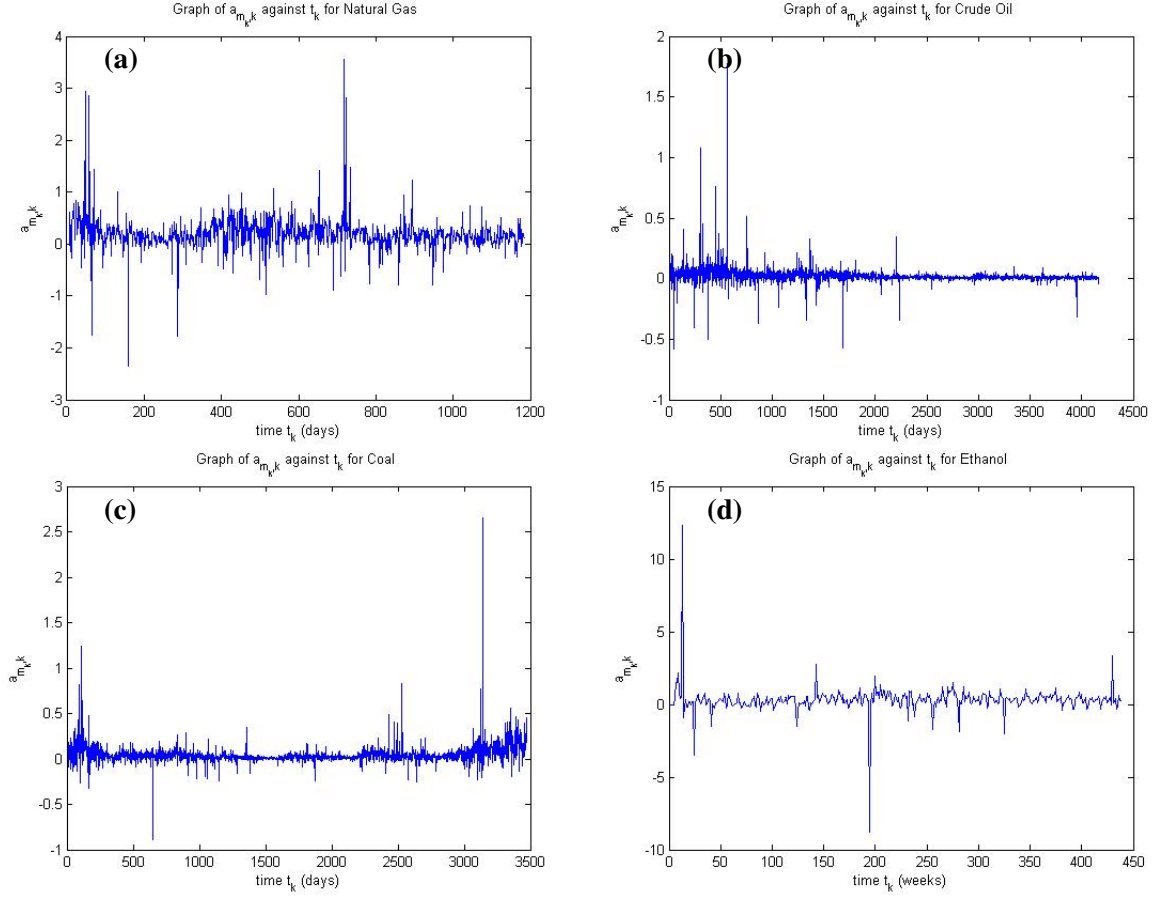 Graph of a_{m_k,k} against t_k for Natural Gas
(a)
4
3
2
1
0
-1
-2
-3
a_{m_k,k}
0 200 400 600 800 1000 1200
time t_k (days)
Graph of a_{m_k,k} against t_k for Crude Oil
(b)
2
1.5
1
0.5
0
-0.5
-1
a_{m_k,k}
0 500 1000 1500 2000 2500 3000 3500 4000 4500
time t_k (days)
Graph of a_{m_k,k} against t_k for Coal
(c)
3
2.5
2
1.5
1
0.5
0
-0.5
-1
a_{m_k,k}
0 500 1000 1500 2000 2500 3000 3500
time t_k (days)
Graph of a_{m_k,k} against t_k for Ethanol
(d)
15
10
5
0
-5
-10
a_{m_k,k}
0 50 100 150 200 250 300 350 400 450
time t_k (weeks)